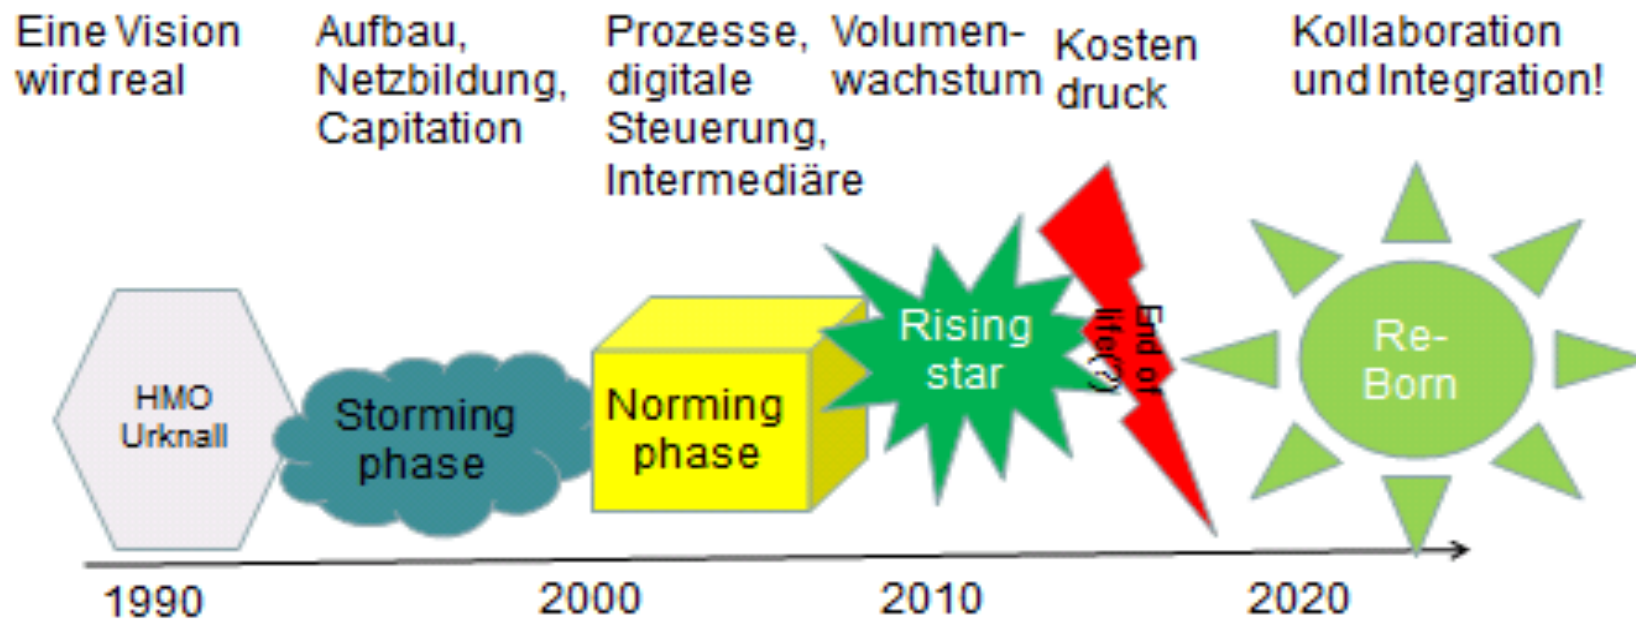 Eine Vision
wird real
Aufbau,
Netzbildung,
Capitation
Prozesse,
digitale
Steuerung,
Intermediäre
Volumen-
wachstum
Kosten
druck
Kollaboration
und Integration!
HMO
Urknall
Storming
phase
Norming
phase
Rising
star
End of
life(?)
Re-
Born
1990
2000
2010
2020